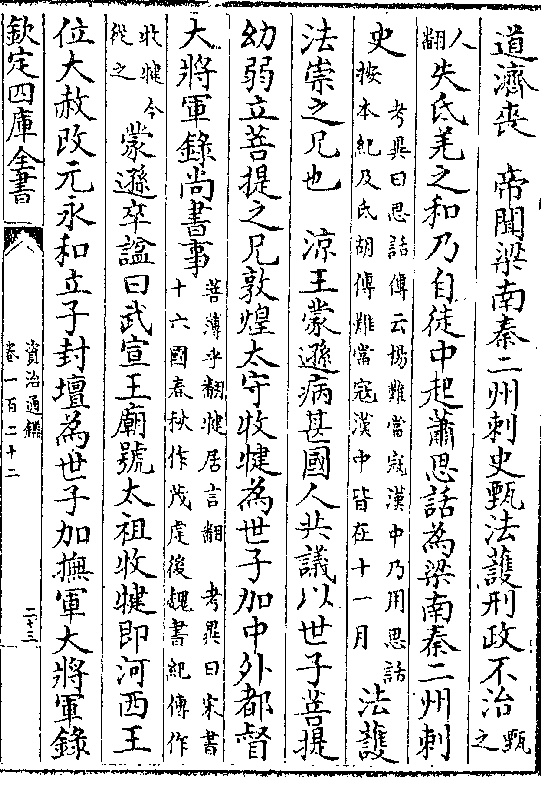 道濟喪　帝聞梁南秦二州刺史甄法護刑政不治甄之
人翻失氐羌之和乃自徒中起蕭思話為梁南秦二州刺
史考異曰思話傳云楊難當寇漢中乃用思話按本紀及氐胡傳難當寇漢中皆在十一月法護
法崇之兄也　涼王蒙遜病甚國人共議以世子菩提
幼弱立菩提之兄敦煌太守牧犍為世子加中外都督
大將軍錄尚書事菩薄乎翻犍居言翻　考異曰宋書十六國春秋作茂虔後魏書紀傳作
牧犍今從之蒙遜卒諡曰武宣王廟號太祖牧犍即河西王
位大赦改元永和立子封壇為世子加撫軍大將軍錄
欽定四庫全書　資治通鑑卷一百二十二　二十三